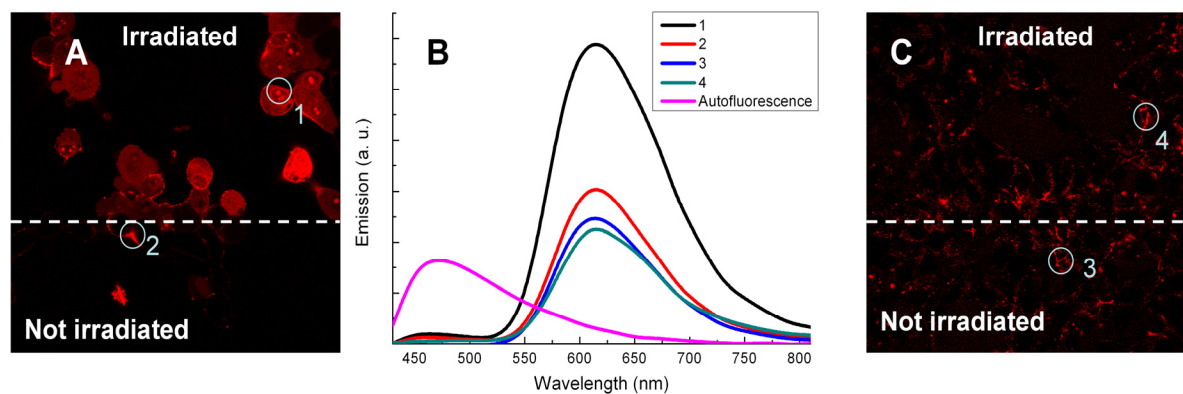 A
Irradiated
1
2
Not irradiated
B
1
2
3
4
Autofluorescence
Emission (a. u.)
450 500 550 600 650 700 750 800
Wavelength (nm)
C
Irradiated
4
3
Not irradiated